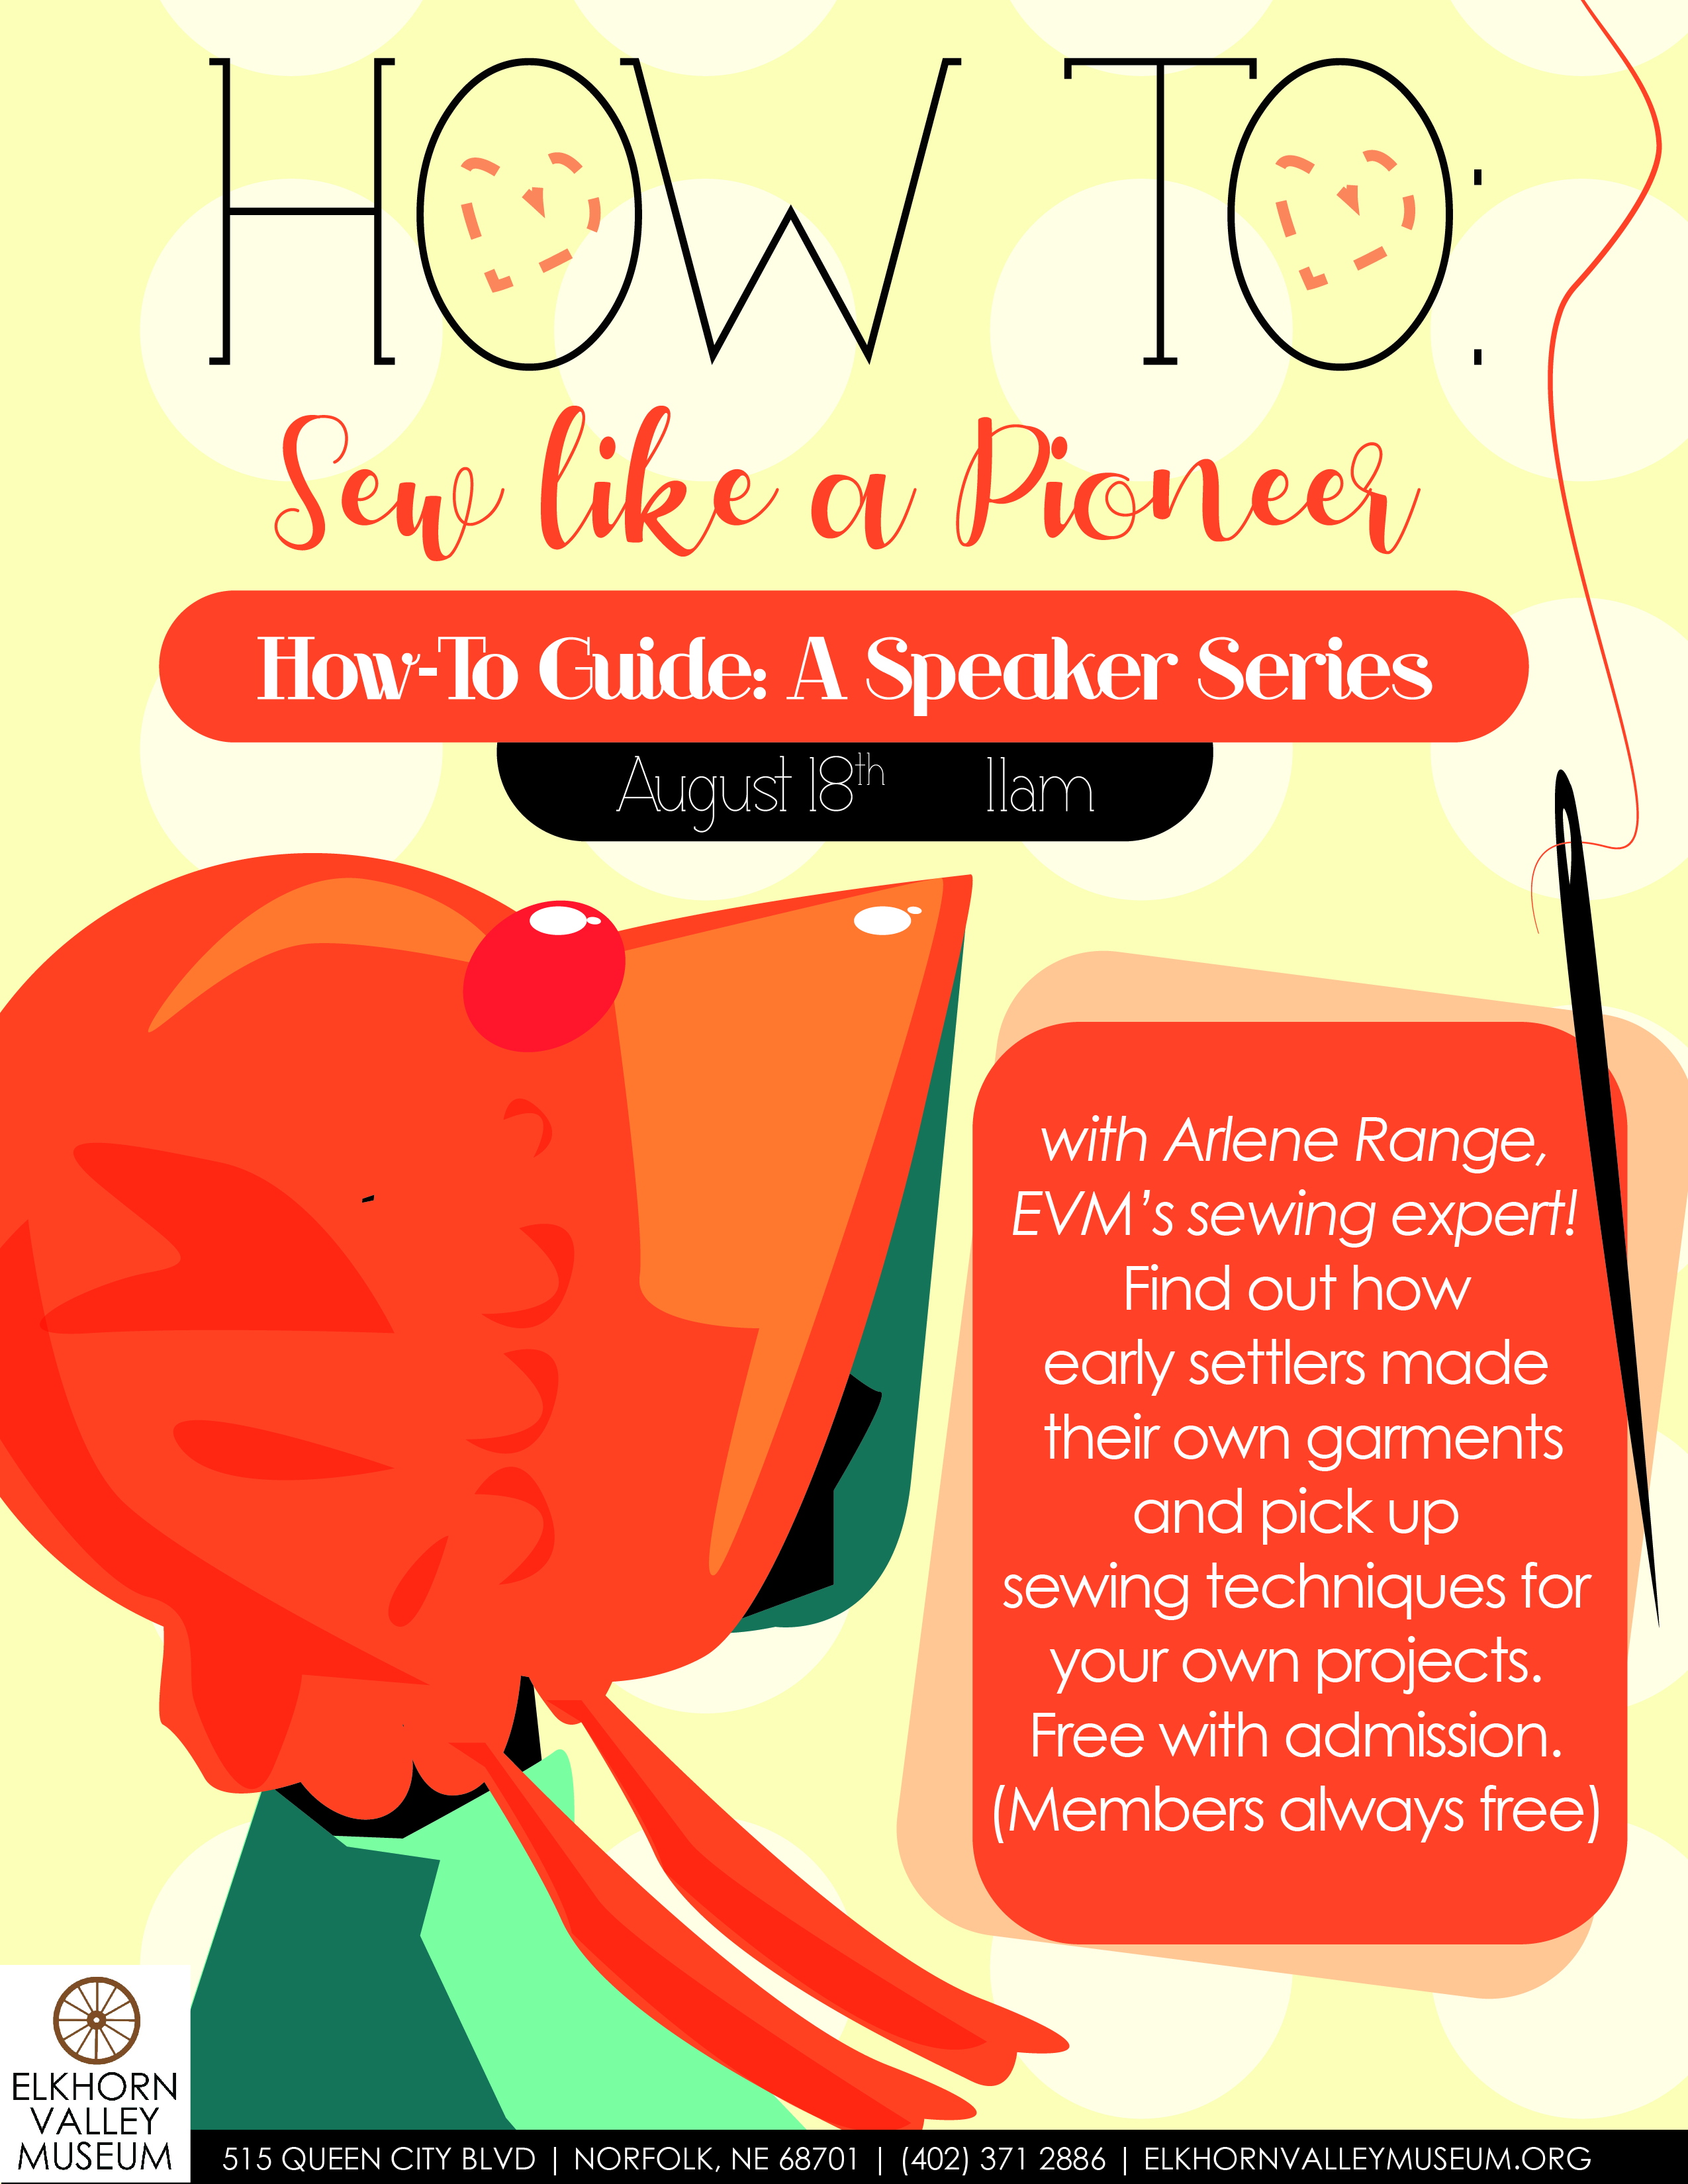 HOW TO:
Sew like a Pioneer
How-To Guide: A Speaker Series
August 18th 11am
with Arlene Range,
EVM's sewing expert!
Find out how
early settlers made
their own garments
and pick up
sewing techniques for
your own projects.
Free with admission.
(Members always free)
ELKHORN
VALLEY
MUSEUM
515 QUEEN CITY BLVD | NORFOLK, NE 68701 | (402) 371 2886 | ELKHORNVALLEYMUSEUM.ORG